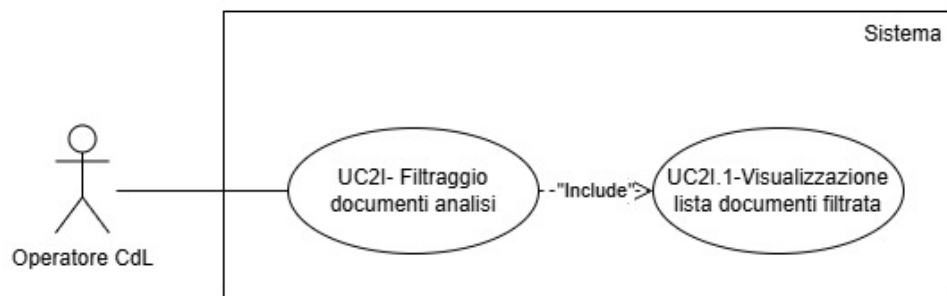 Sistema
UC2I- Filtraggio
documenti analisi
"Include"
UC2I.1-Visualizzazione
lista documenti filtrata
Operatore CdL